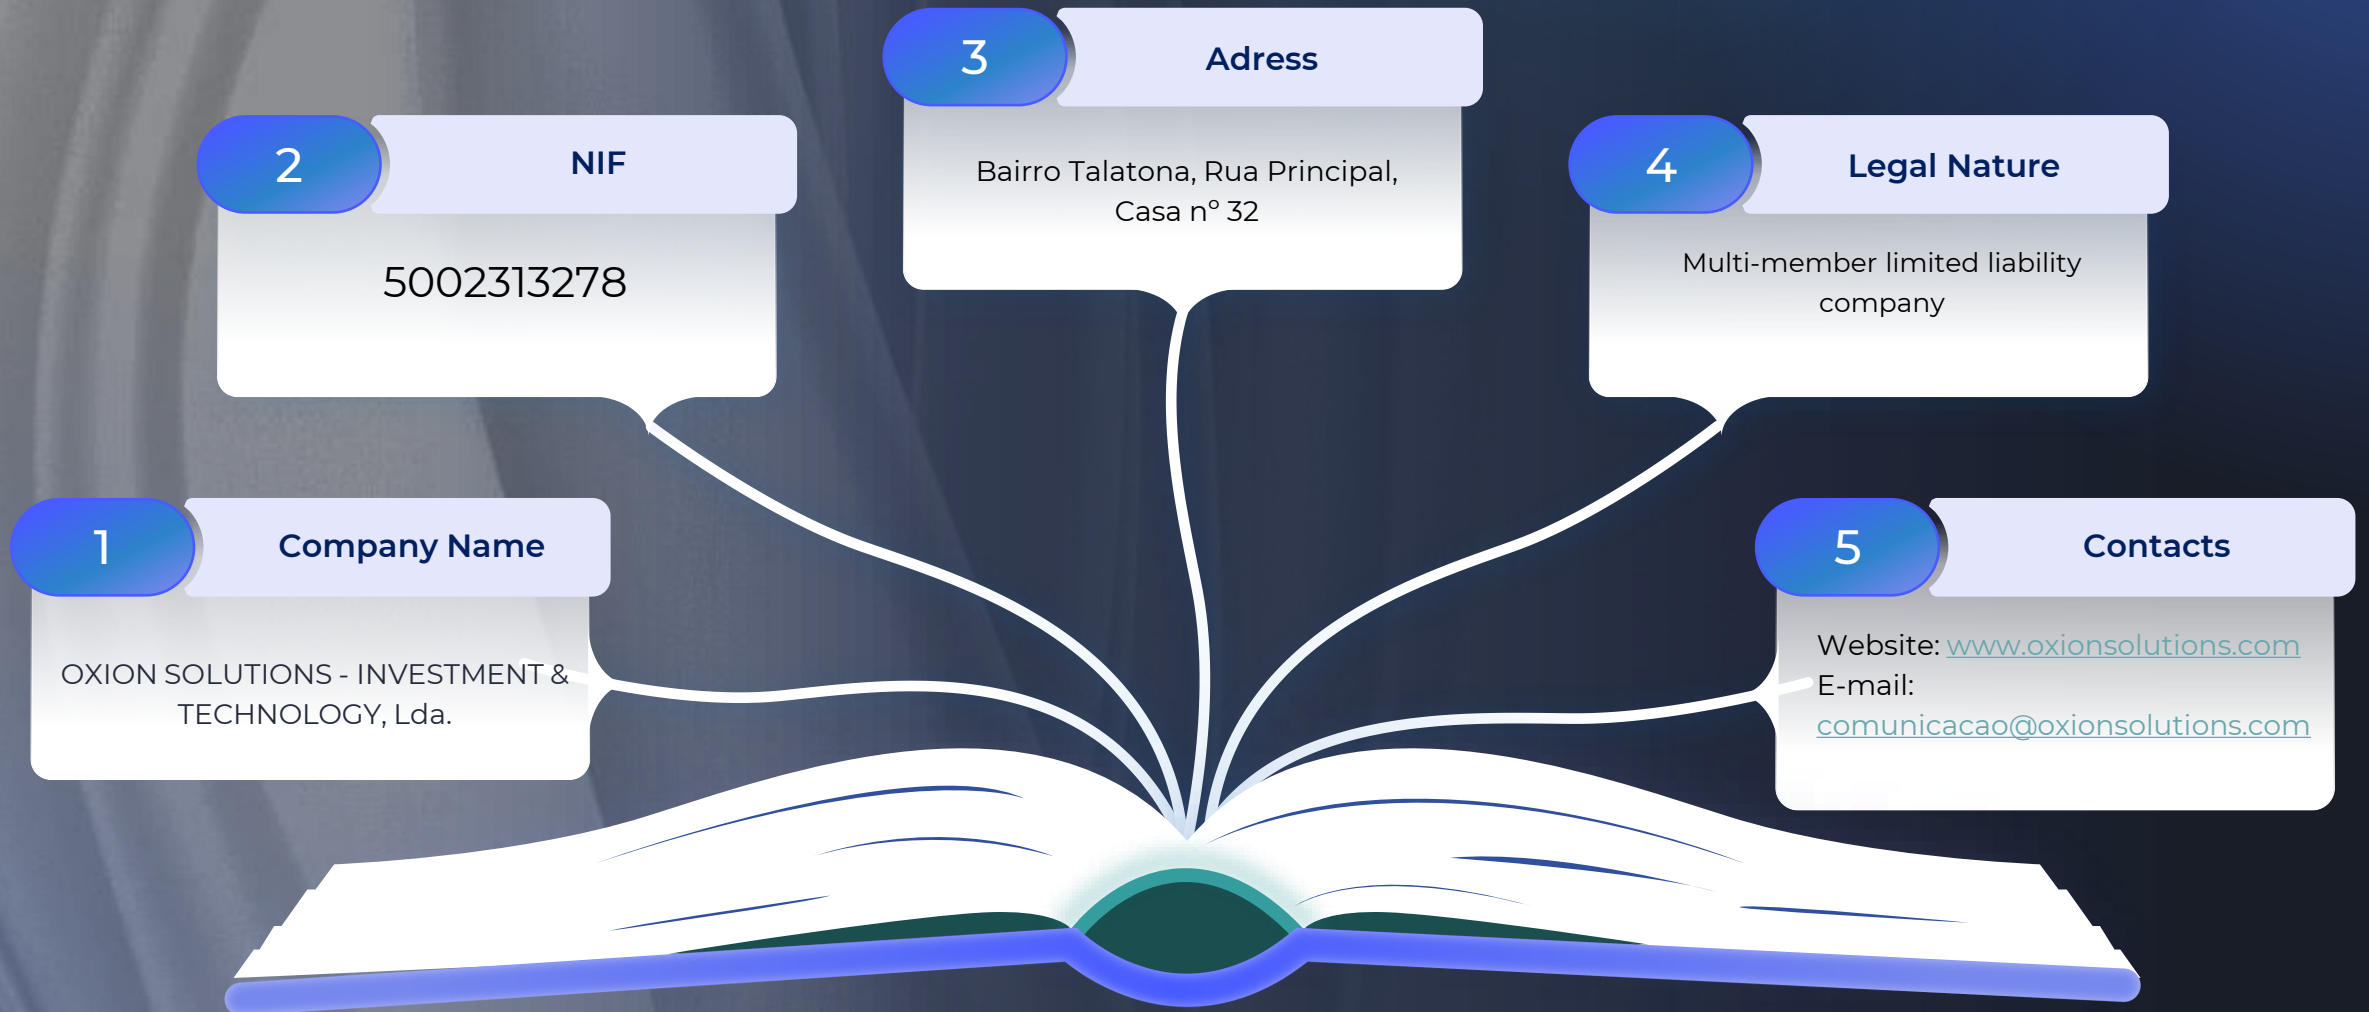 1
Company Name
OXION SOLUTIONS - INVESTMENT &
TECHNOLOGY, Lda.
2
NIF
5002313278
3
Adress
Bairro Talatona, Rua Principal,
Casa nº 32
4
Legal Nature
Multi-member limited liability
company
5
Contacts
Website: www.oxionsolutions.com
E-mail:
comunicacao@oxionsolutions.com